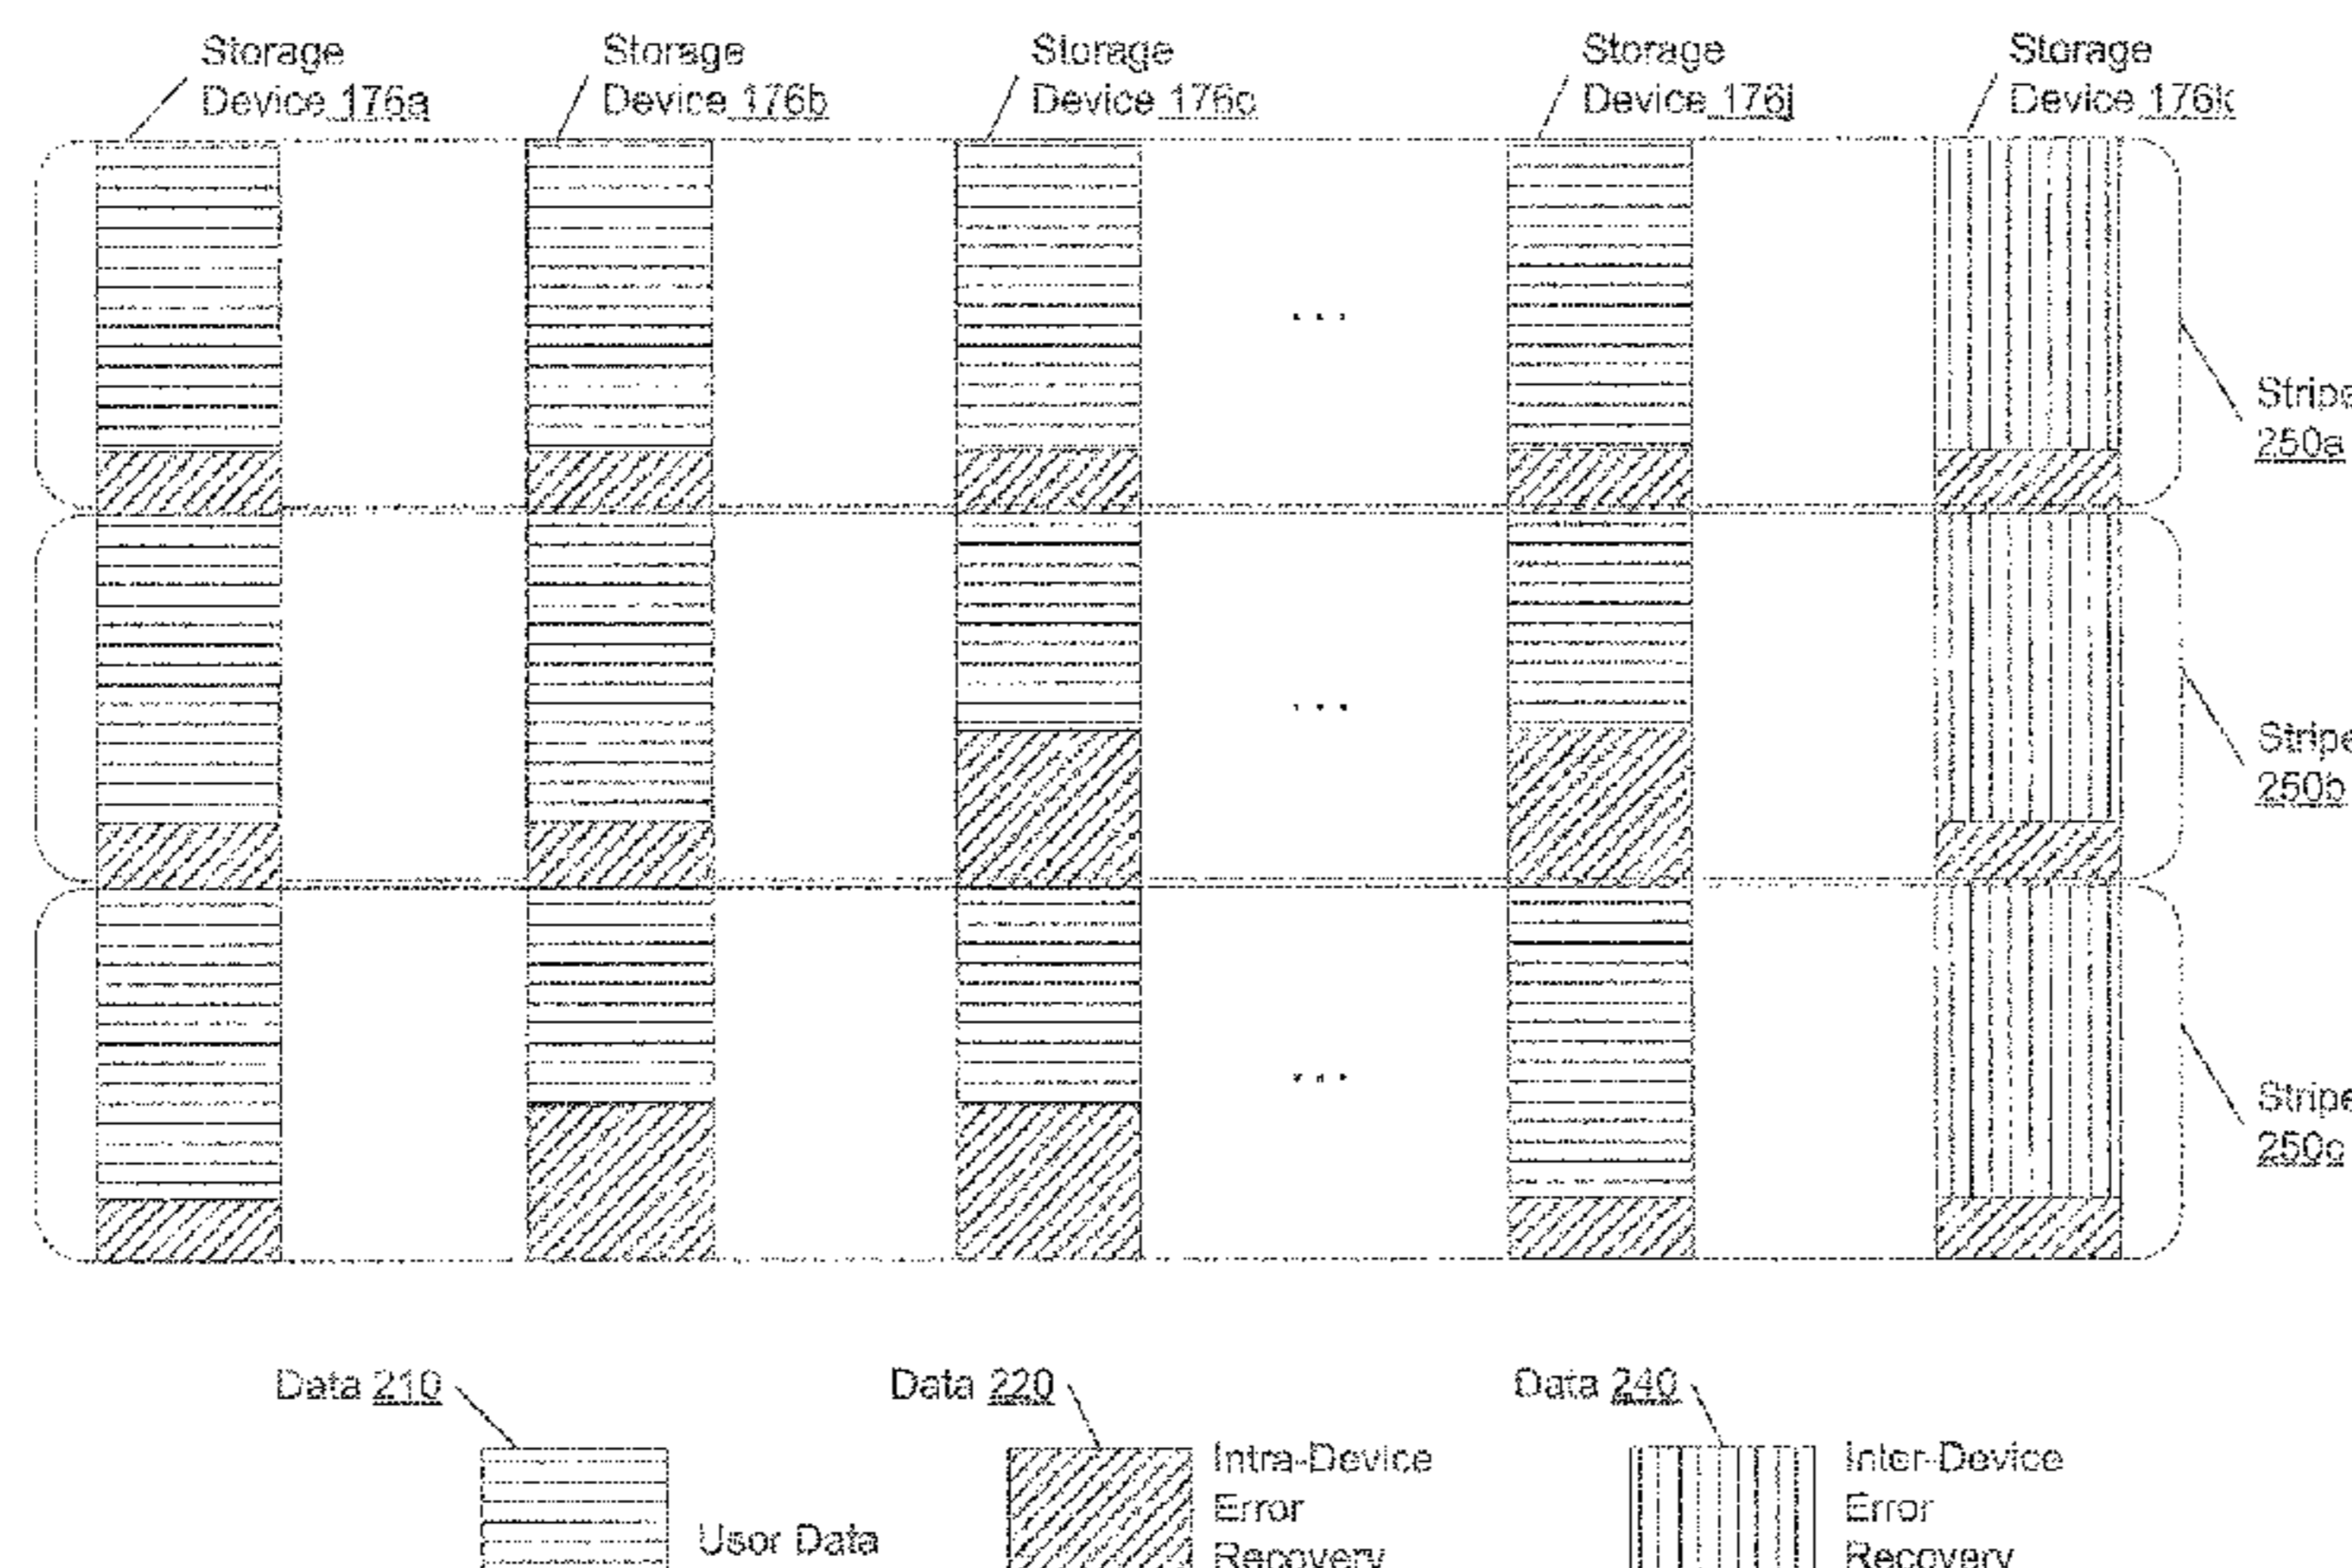 Storage
Device 176a
Storage
Device 176b
Storage
Device 176c
Storage
Device 176j
Storage
Device 176k
...
Stripe
250a
...
Stripe
250b
...
Stripe
250c
Data 210
Data 220
Data 240
User Data
Intra-Device
Error
Recovery
Inter-Device
Error
Recovery